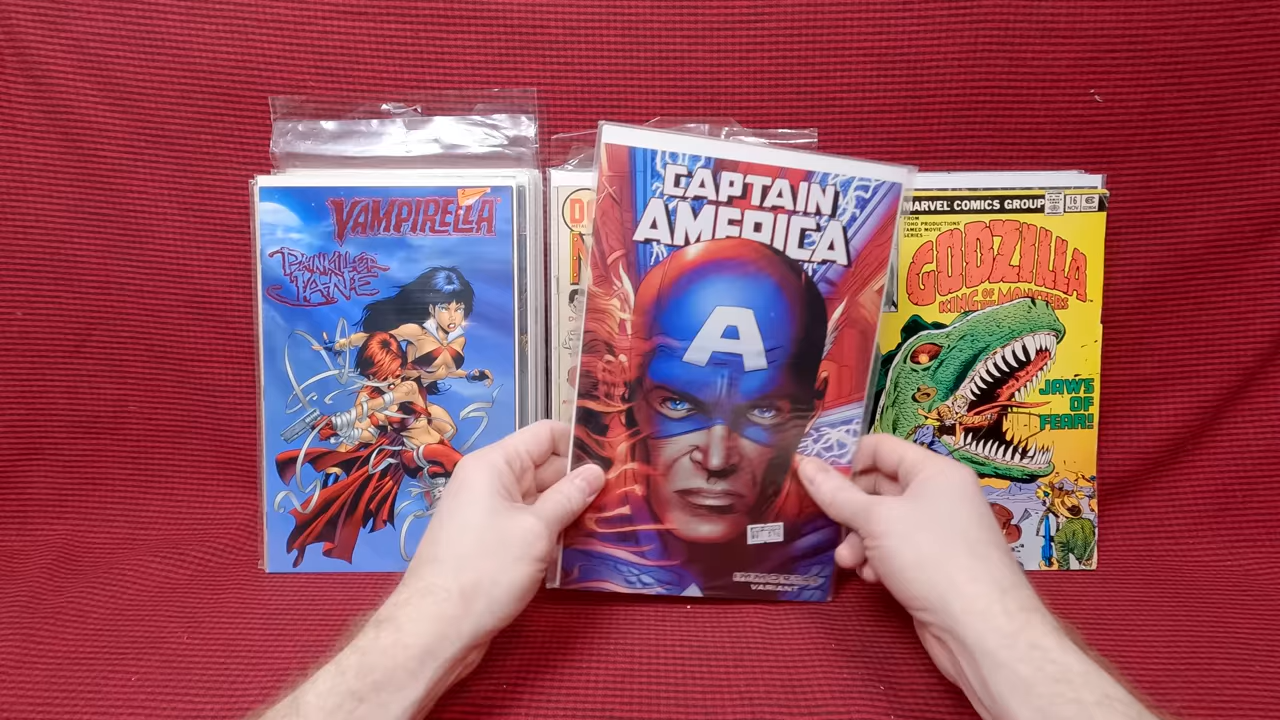 VAMPIRELLA
PAINKILLER
JANE
CAPTAIN
AMERICA
A
VARIANT
MARVEL COMICS GROUP
16
NOV
FROM
TOHO PRODUCTIONS'
FAMED MOVIE
SERIES—
GODZILLA
KING OF THE MONSTERS
JAWS
OF
FEAR!